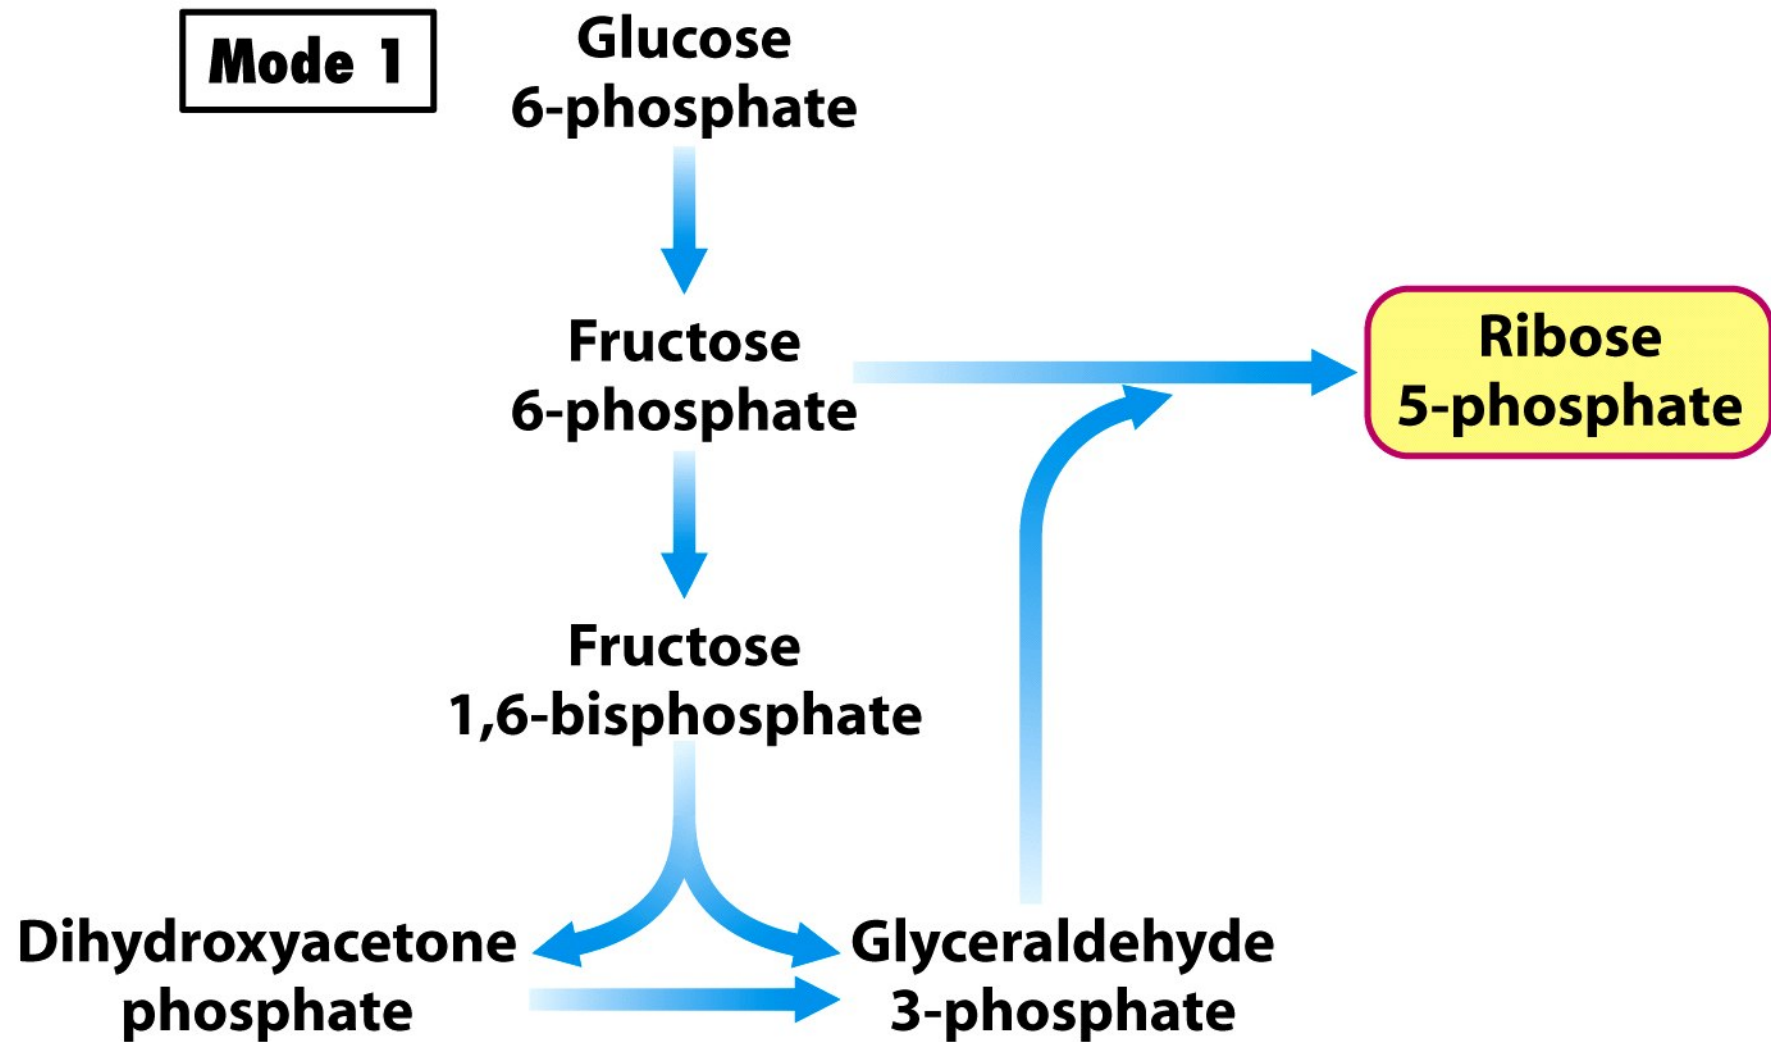 Mode 1
Glucose
6-phosphate
Fructose
6-phosphate
Ribose
5-phosphate
Fructose
1,6-bisphosphate
Dihydroxyacetone
phosphate
Glyceraldehyde
3-phosphate